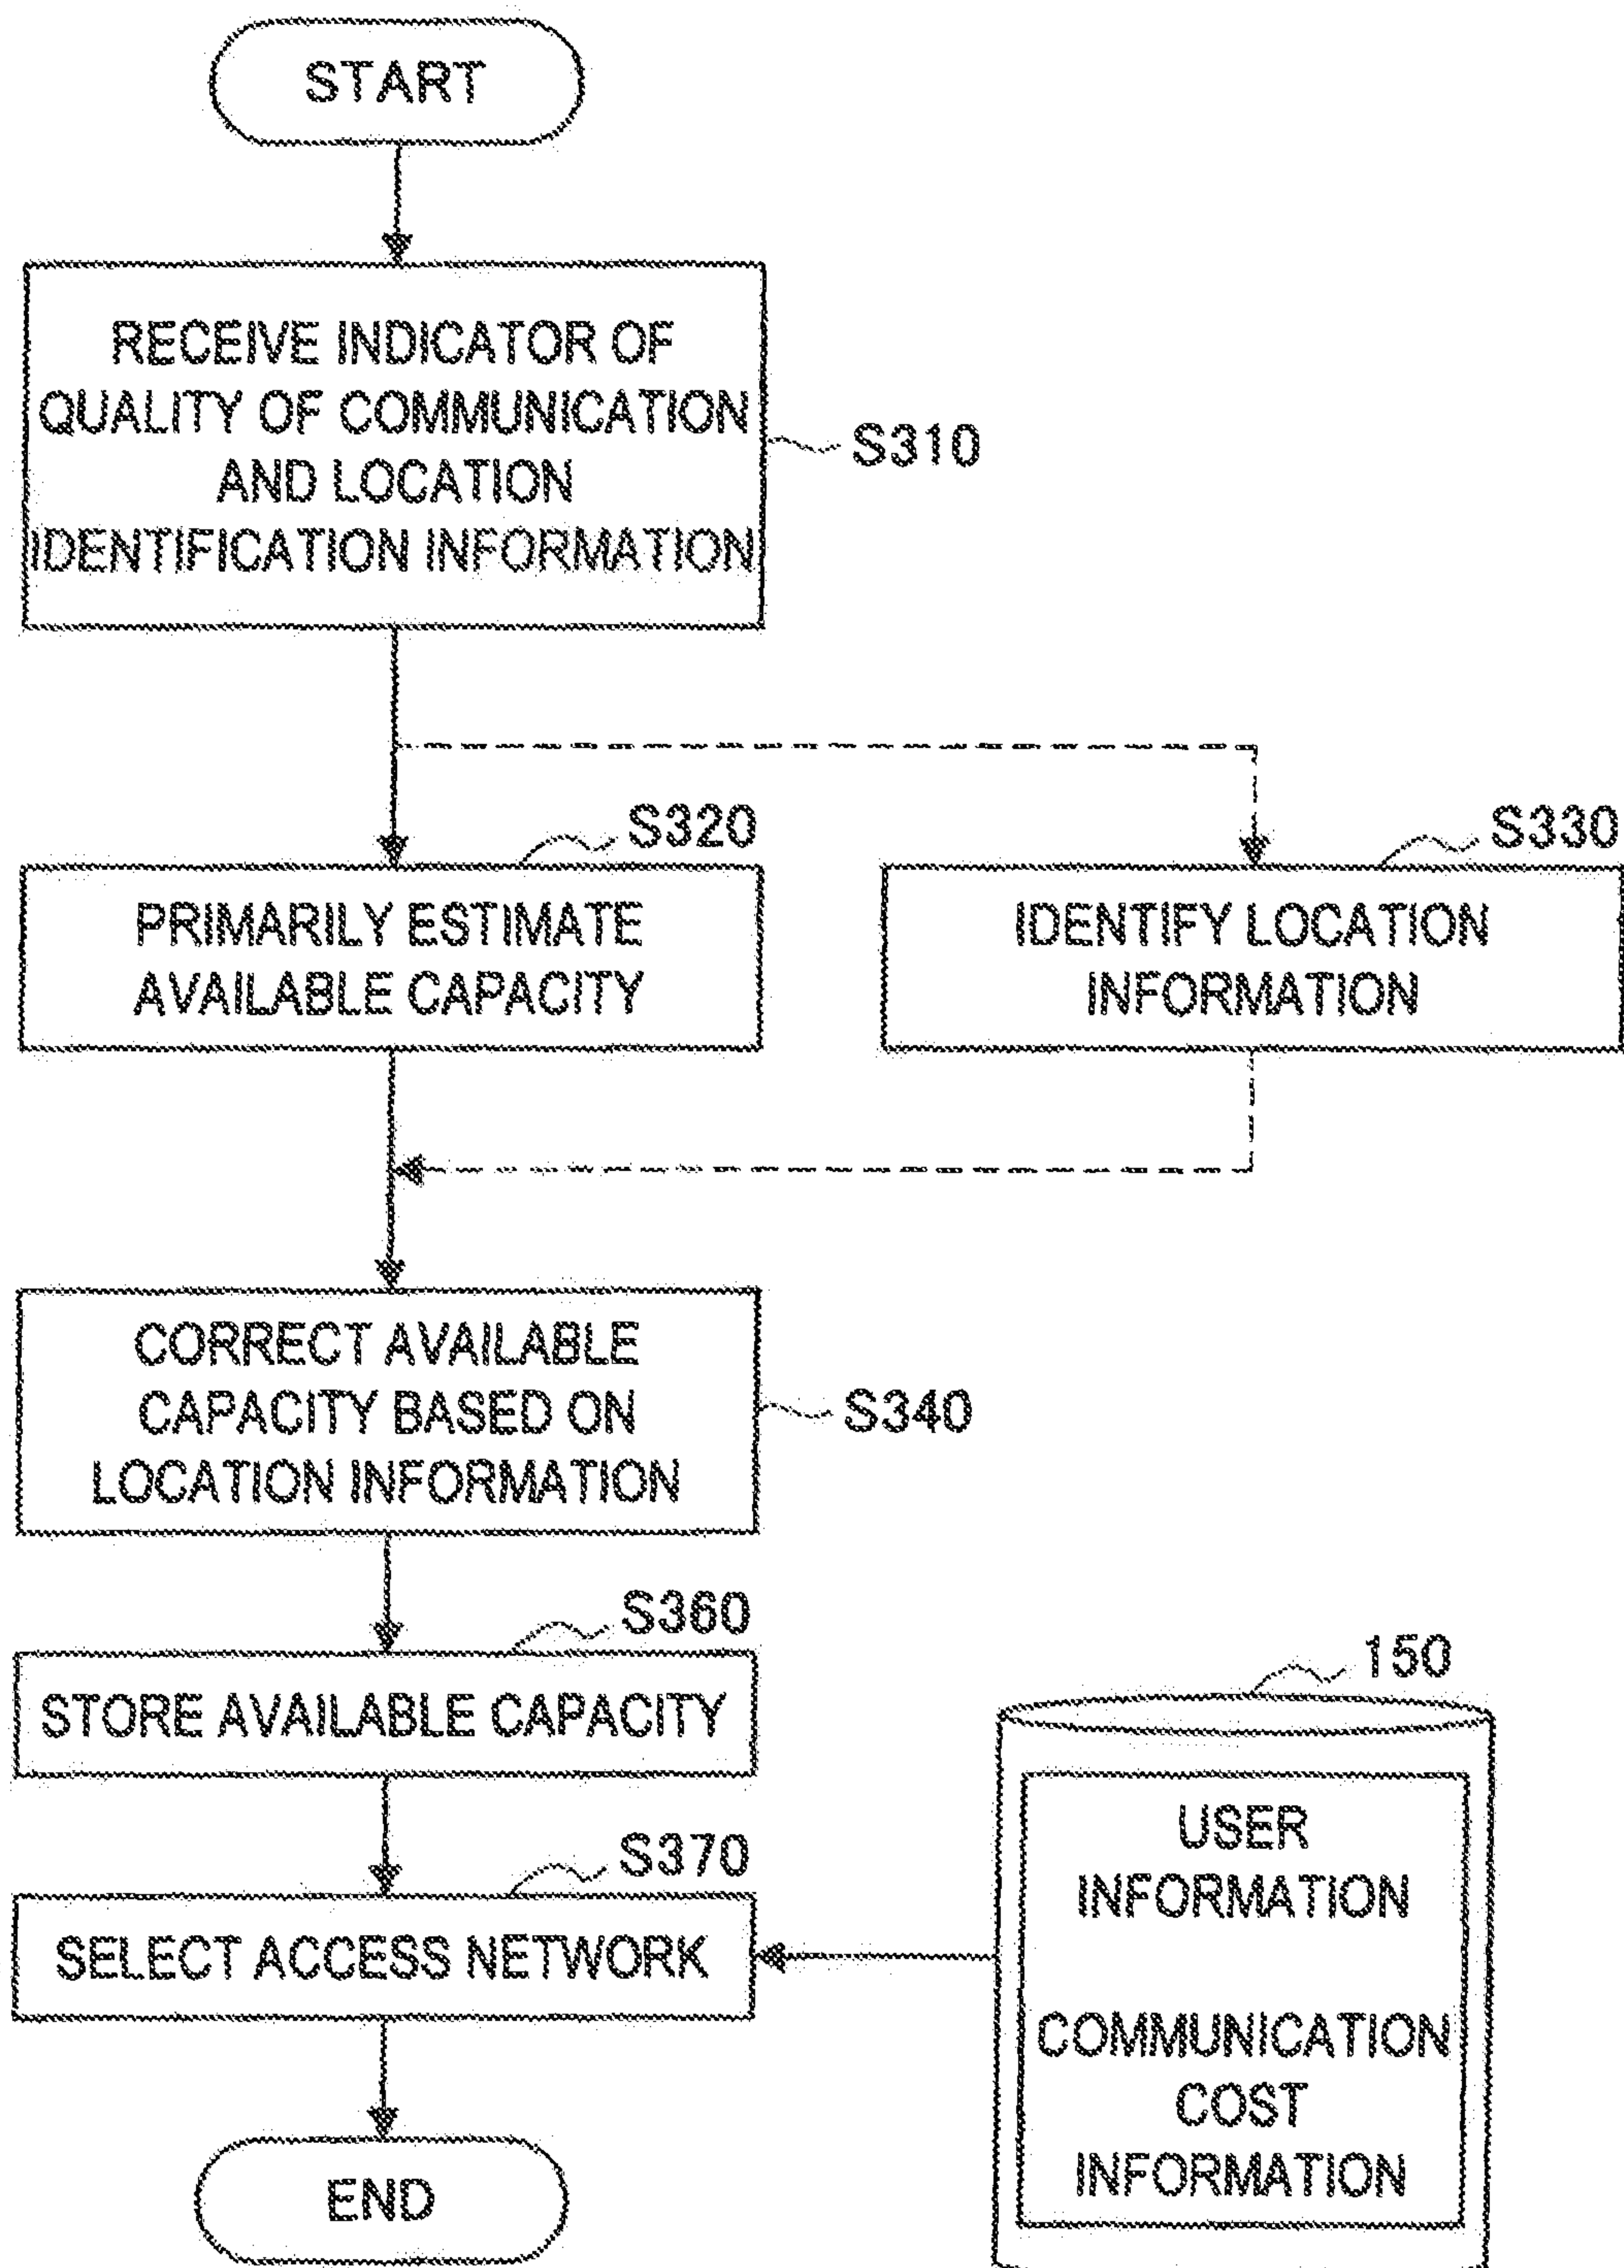 START
RECEIVE INDICATOR OF
QUALITY OF COMMUNICATION
AND LOCATION
IDENTIFICATION INFORMATION
S310
S320
PRIMARILY ESTIMATE
AVAILABLE CAPACITY
S330
IDENTIFY LOCATION
INFORMATION
CORRECT AVAILABLE
CAPACITY BASED ON
LOCATION INFORMATION
S340
S360
STORE AVAILABLE CAPACITY
S370
SELECT ACCESS NETWORK
150
USER
INFORMATION
COMMUNICATION
COST
INFORMATION
END